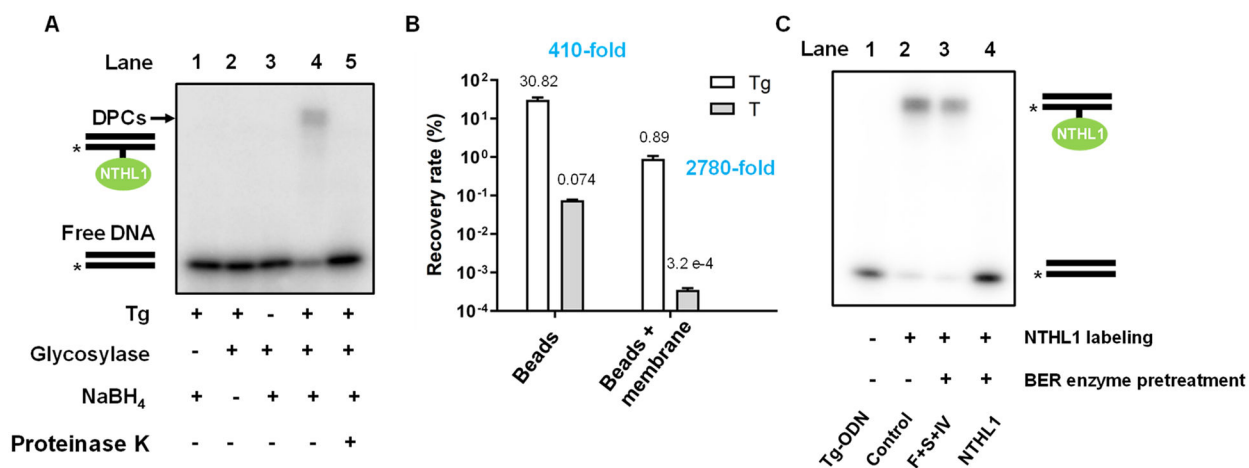 A
Lane 1 2 3 4 5
DPCs
*
NTHL1
Free DNA
*
Tg + + - + +
Glycosylase - + + + +
NaBH4 + - + + +
Proteinase K - - - - +
B
410-fold
Tg
T
2780-fold
Recovery rate (%)
10^2
10^1
10^0
10^-1
10^-2
10^-3
10^-4
30.82
0.074
0.89
3.2 e-4
Beads
Beads +
membrane
C
Lane 1 2 3 4
*
NTHL1
*
- + + + NTHL1 labeling
- - + + BER enzyme pretreatment
Tg-ODN
Control
F+S+IV
NTHL1